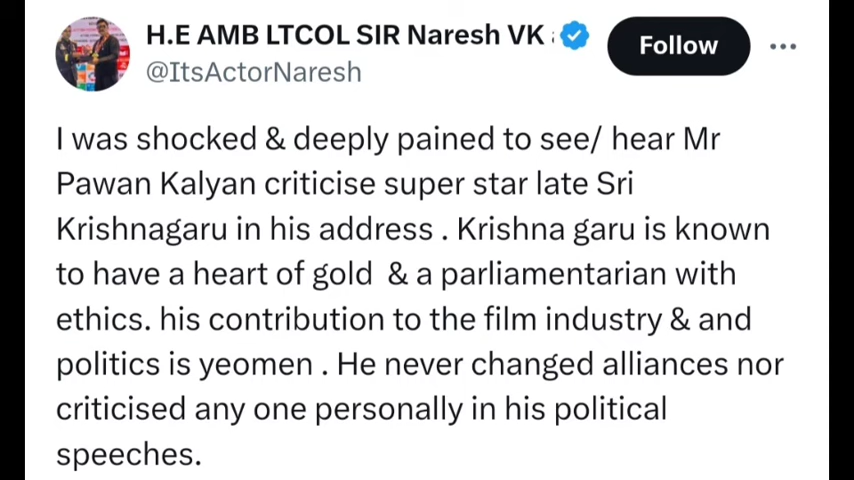 H.E AMB LTCOL SIR Naresh VK
Follow
@ItsActorNaresh
I was shocked & deeply pained to see/ hear Mr
Pawan Kalyan criticise super star late Sri
Krishnagaru in his address . Krishna garu is known
to have a heart of gold & a parliamentarian with
ethics. his contribution to the film industry & and
politics is yeomen . He never changed alliances nor
criticised any one personally in his political
speeches.